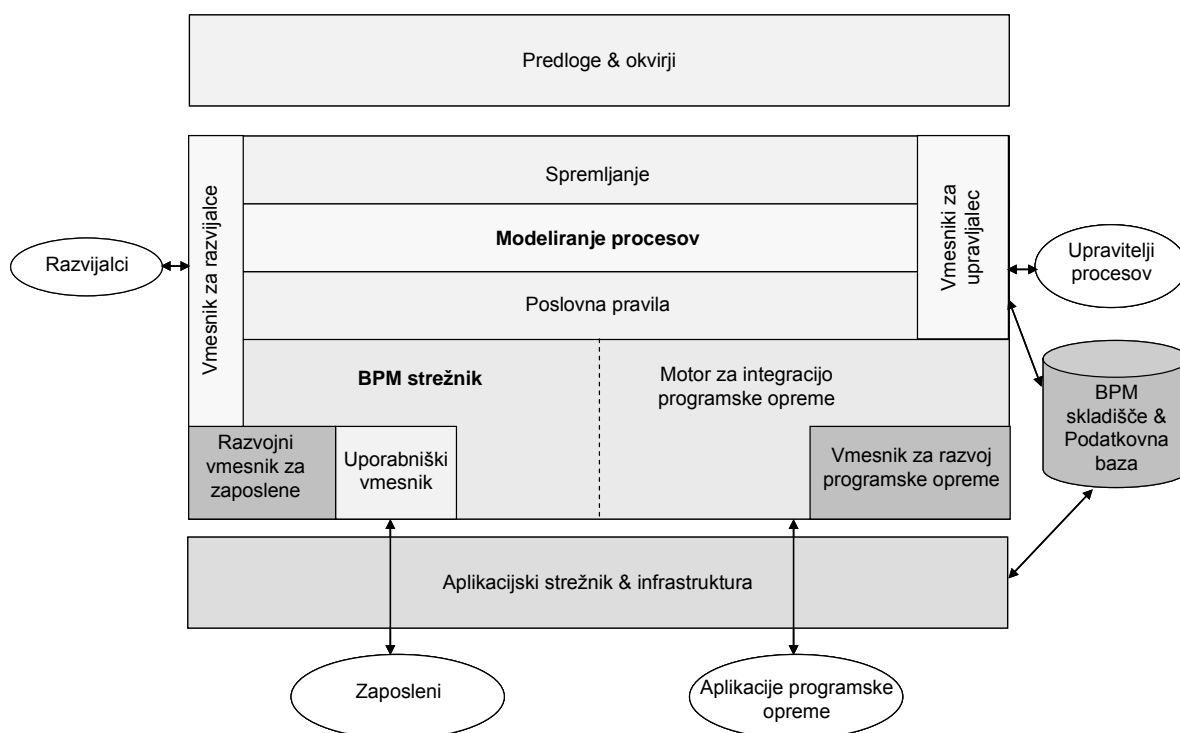 Predloge & okvirji
Vmesnik za razvijalce
Spremljanje
Modeliranje procesov
Poslovna pravila
Vmesniki za
upravljalec
Razvijalci
Upravitelji
procesov
BPM strežnik
Motor za integracijo
programske opreme
BPM
skladišče &
Podatkovna
baza
Razvojni
vmesnik za
zaposlene
Uporabniški
vmesnik
Vmesnik za razvoj
programske opreme
Aplikacijski strežnik & infrastruktura
Zaposleni
Aplikacije programske
opreme